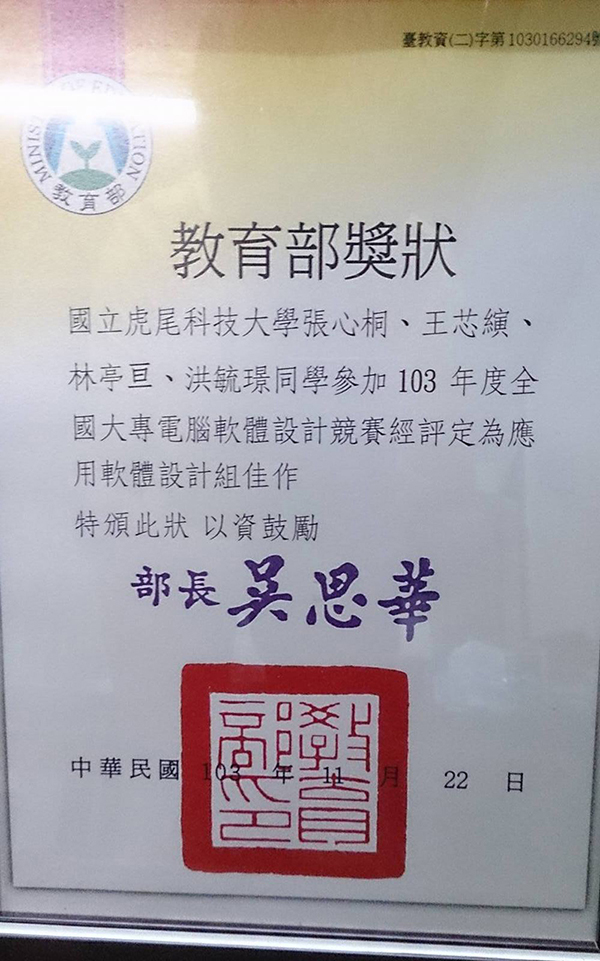 臺教資(二)字第1030166294號
MINISTRY OF EDUCATION
教育部
教育部獎狀
國立虎尾科技大學張心桐、王芯縯、
林亭亘、洪毓璟同學參加 103 年度全
國大專電腦軟體設計競賽經評定為應
用軟體設計組佳作
特頒此狀 以資鼓勵
部長 吳思華
教育部印
中華民國 103 年 11 月 22 日